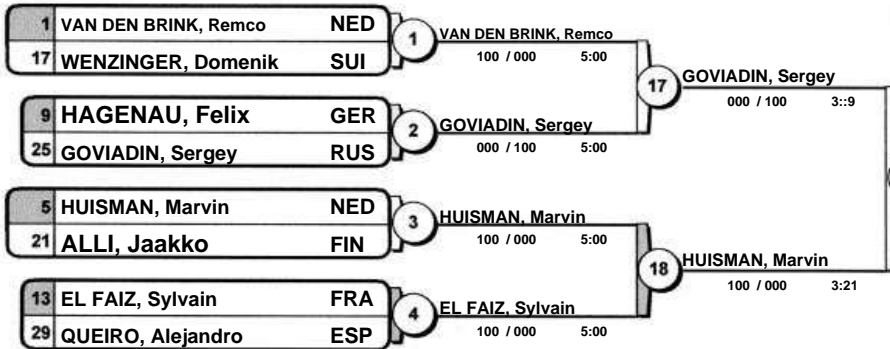 1 VAN DEN BRINK, Remco NED
17 WENZINGER, Domenik SUI
1
VAN DEN BRINK, Remco
100 / 000 5:00
9 HAGENAU, Felix GER
25 GOVIADIN, Sergey RUS
2
GOVIADIN, Sergey
000 / 100 5:00
17
GOVIADIN, Sergey
000 / 100 3::9
5 HUISMAN, Marvin NED
21 ALLI, Jaakko FIN
3
HUISMAN, Marvin
100 / 000 5:00
13 EL FAIZ, Sylvain FRA
29 QUEIRO, Alejandro ESP
4
EL FAIZ, Sylvain
100 / 000 5:00
18
HUISMAN, Marvin
100 / 000 3:21